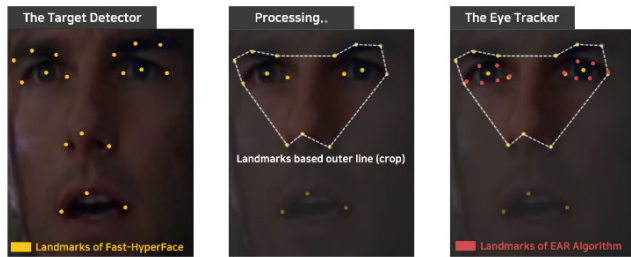 The Target Detector
Processing..
The Eye Tracker
Landmarks based outer line (crop)
Landmarks of Fast-HyperFace
Landmarks of EAR Algorithm